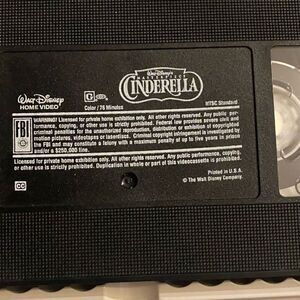 Walt Disney
HOME VIDEO
G
Color / 76 Minutes
Walt Disney's
MASTERPIECE
CINDERELLA
NTSC Standard
FBI
WARNING! Licensed for private home exhibition only. All other rights reserved. Any public per-
formance, copying, or other use is strictly prohibited. Federal law provides severe civil and
criminal penalties for the unauthorized reproduction, distribution or exhibition of copyrighted
motion pictures, videotapes or laserdiscs. Criminal copyright infringement is investigated by
the FBI and may constitute a felony with a maximum penalty of up to five years in prison
and/or a $250,000 fine.
Licensed for private home exhibition only. All other rights reserved. Any public performance, copying,
or other use is strictly prohibited. Duplication in whole or part of this videocassette is prohibited.
CC
Printed in U.S.A.
© The Walt Disney Company.